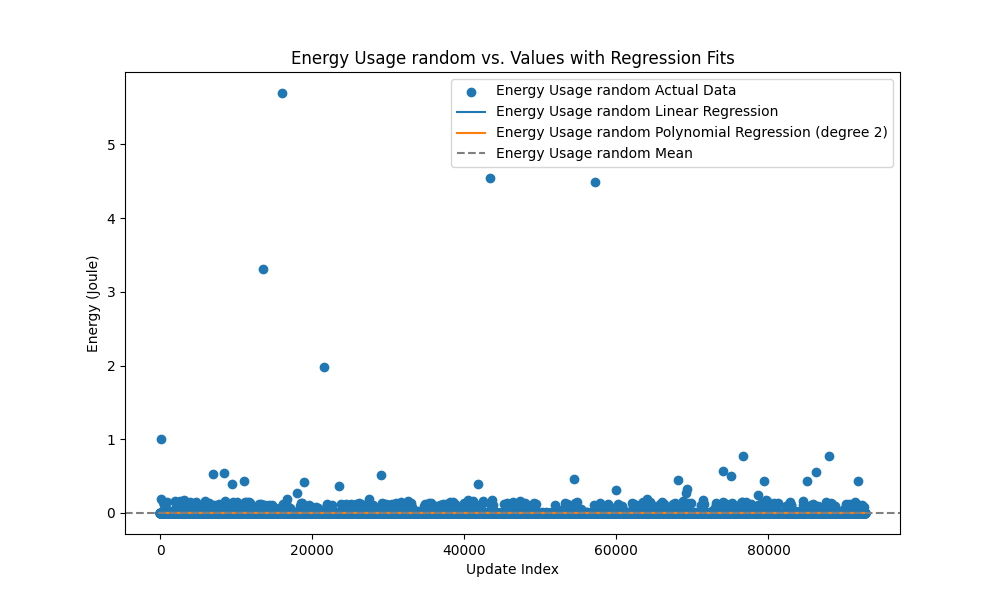 Energy Usage random vs. Values with Regression Fits
Energy Usage random Actual Data
Energy Usage random Linear Regression
Energy Usage random Polynomial Regression (degree 2)
Energy Usage random Mean
Energy (Joule)
5
4
3
2
1
0
0 20000 40000 60000 80000
Update Index